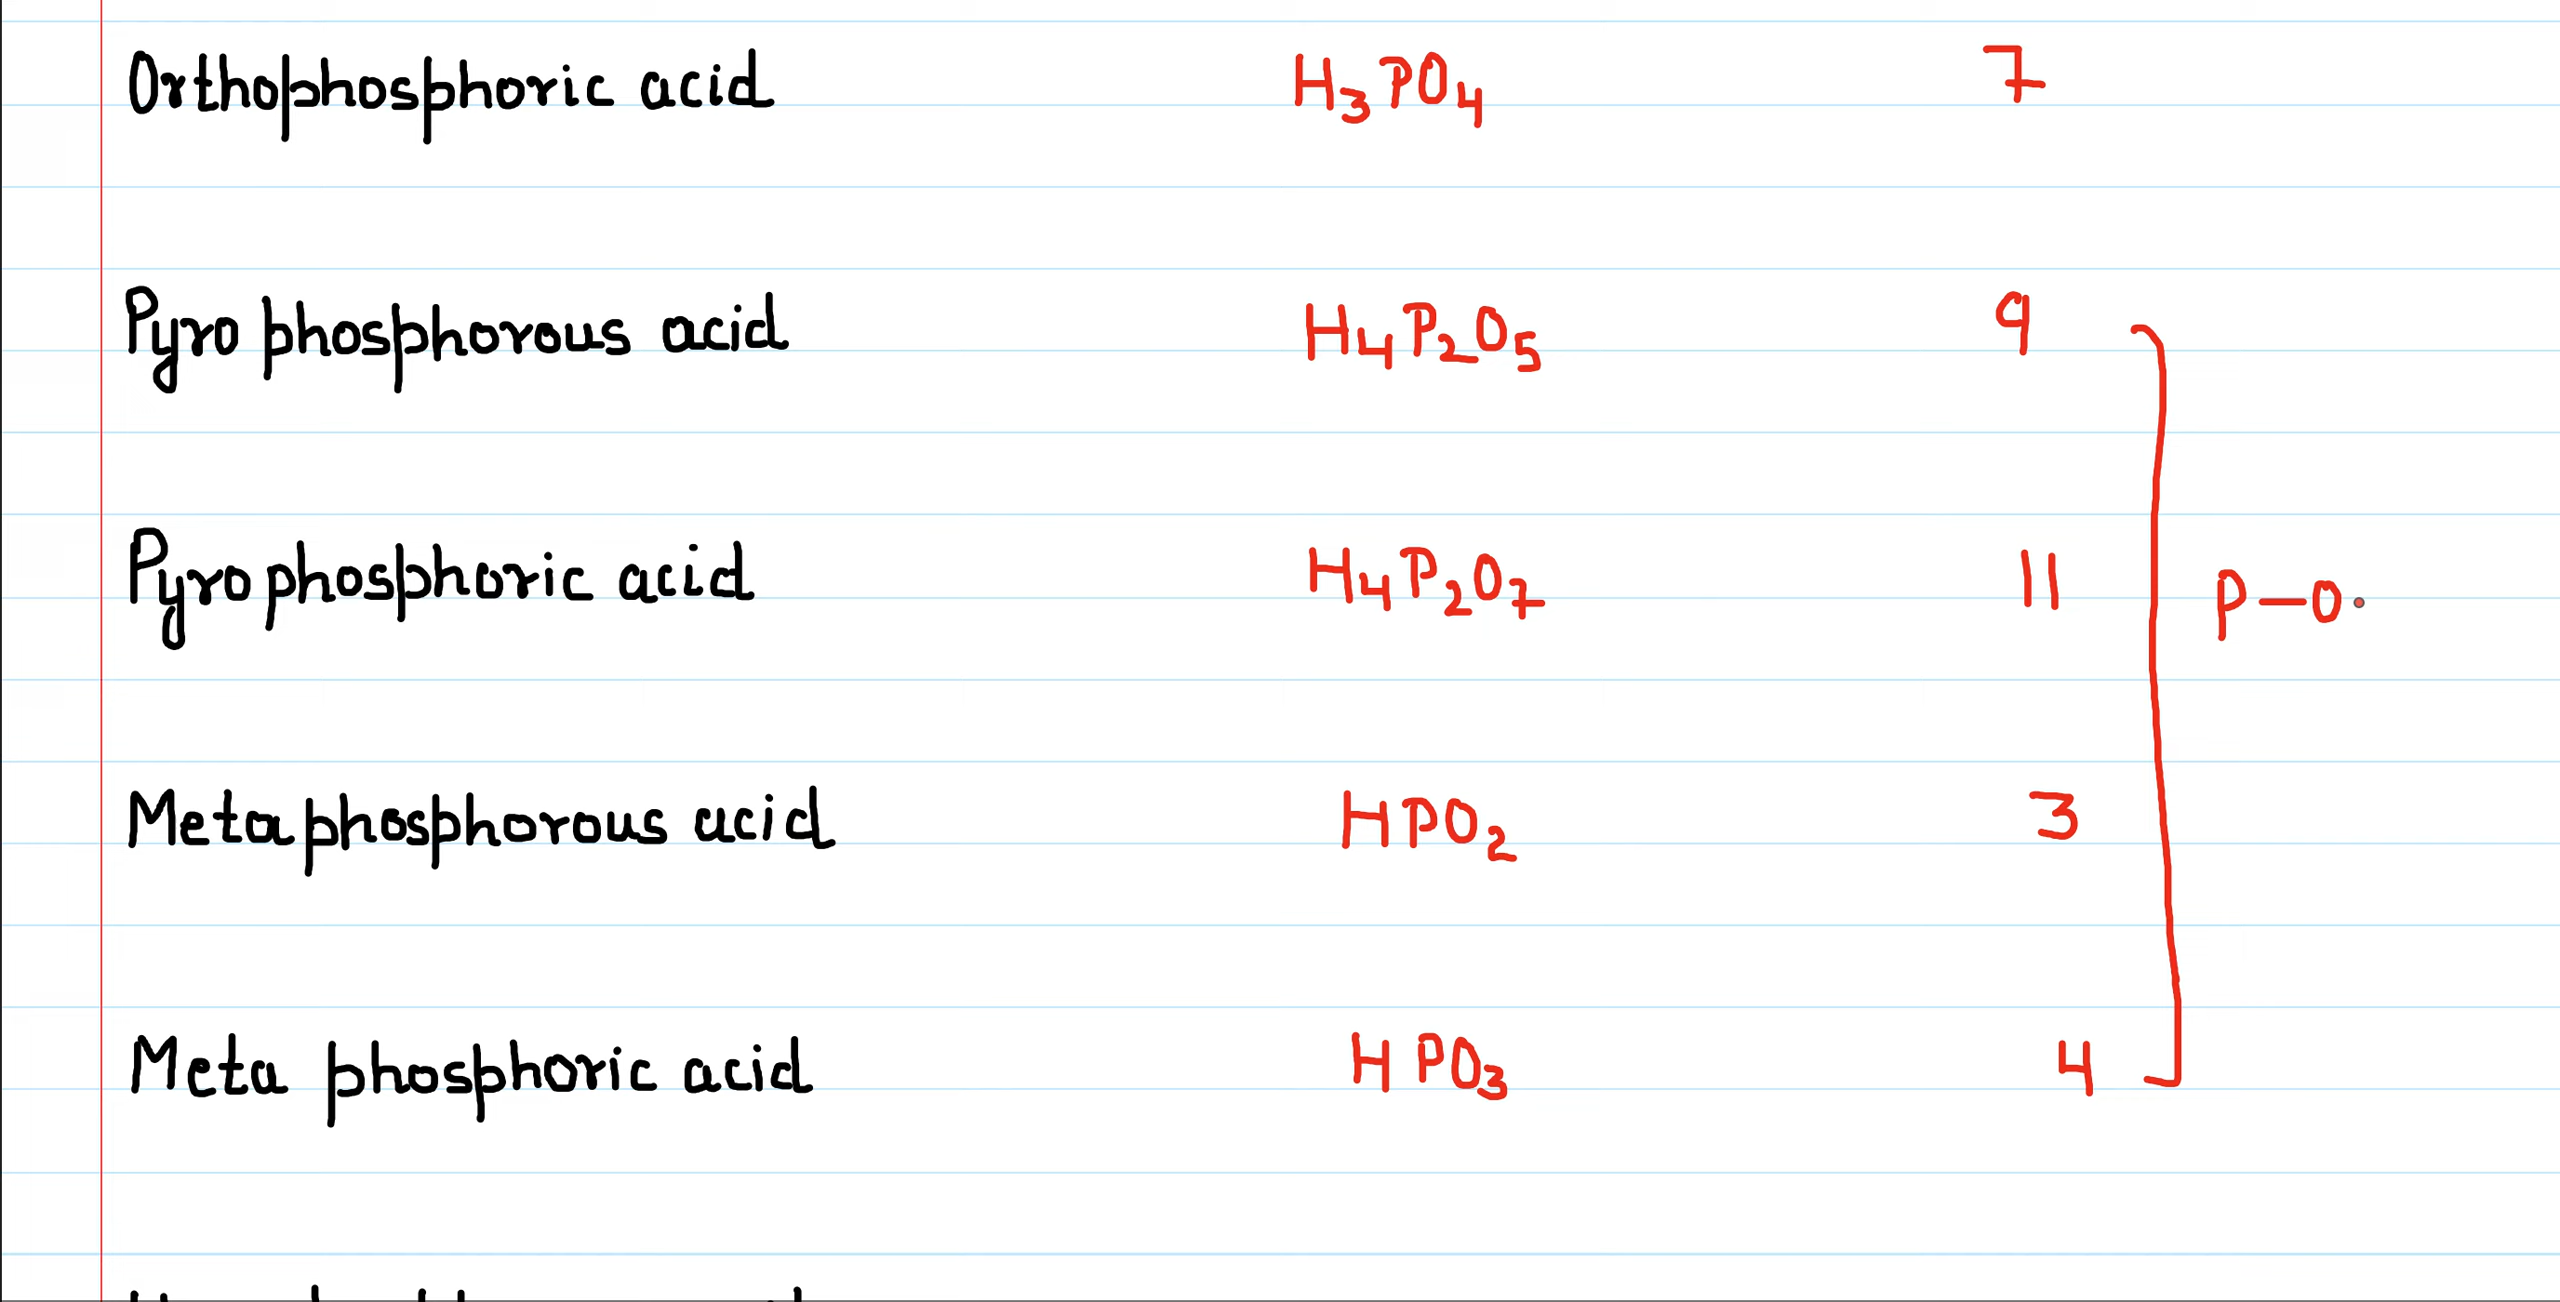 Orthophosphoric acid H₃PO₄ 7
Pyro phosphorous acid H₄P₂O₅ 9
Pyrophosphoric acid H₄P₂O₇ 11 P—O
Metaphosphorous acid HPO₂ 3
Meta phosphoric acid HPO₃ 4